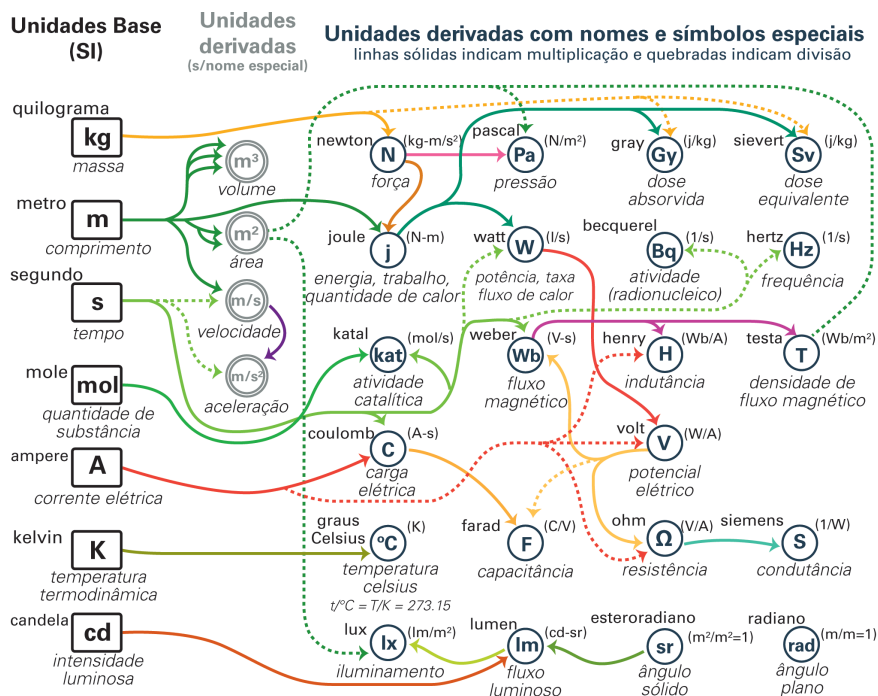 Unidades Base
(SI)
Unidades
derivadas
(s/nome especial)
Unidades derivadas com nomes e símbolos especiais
linhas sólidas indicam multiplicação e quebradas indicam divisão
quilograma
kg
massa
m³
volume
newton
N
(kg-m/s²)
força
pascal
Pa
(N/m²)
pressão
gray
Gy
(j/kg)
dose
absorvida
sievert
Sv
(j/kg)
dose
equivalente
metro
m
comprimento
m²
área
joule
j
(N-m)
energia, trabalho,
quantidade de calor
watt
W
(J/s)
potência, taxa
fluxo de calor
becquerel
Bq
(1/s)
atividade
(radionucleico)
hertz
Hz
(1/s)
frequência
segundo
s
tempo
m/s
velocidade
m/s²
aceleração
katal
kat
(mol/s)
atividade
catalítica
weber
Wb
(V-s)
fluxo
magnético
henry
H
(Wb/A)
indutância
testa
T
(Wb/m²)
densidade de
fluxo magnético
mole
mol
quantidade de
substância
coulomb
C
(A-s)
carga
elétrica
volt
V
(W/A)
potencial
elétrico
ampere
A
corrente elétrica
kelvin
K
temperatura
termodinâmica
graus
Celsius
°C
(K)
temperatura
celsius
t/°C = T/K = 273.15
farad
F
(C/V)
capacitância
ohm
Ω
(V/A)
resistência
siemens
S
(1/W)
condutância
candela
cd
intensidade
luminosa
lux
lx
(lm/m²)
iluminamento
lumen
lm
(cd-sr)
fluxo
luminoso
esteroradiano
sr
(m²/m²=1)
ângulo
sólido
radiano
rad
(m/m=1)
ângulo
plano